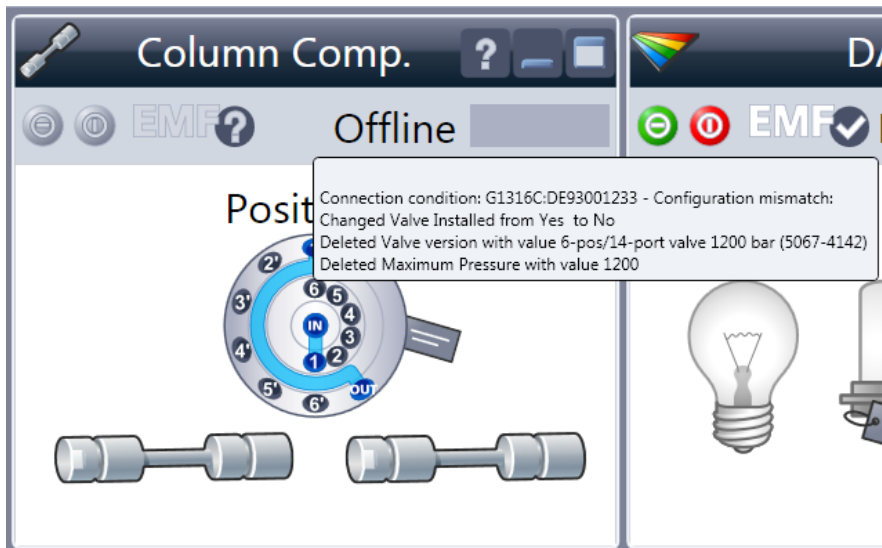 Column Comp. ? DA
EMF ? Offline EMF
Posit
Connection condition: G1316C:DE93001233 - Configuration mismatch:
Changed Valve Installed from Yes to No
Deleted Valve version with value 6-pos/14-port valve 1200 bar (5067-4142)
Deleted Maximum Pressure with value 1200
2'
3'
4'
5'
6'
6
5
4
3
2
1
IN
OUT